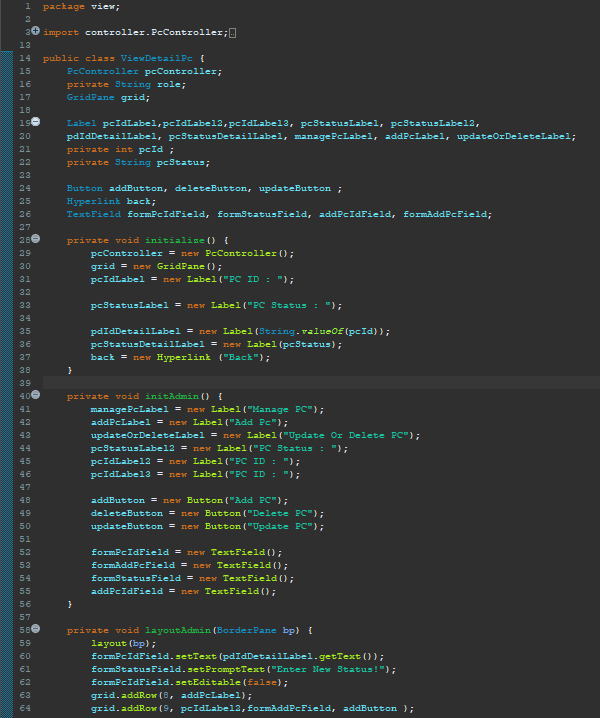 1 package view;
2
3 import controller.PcController;
13
14 public class ViewDetailPc {
15 PcController pcController;
16 private String role;
17 GridPane grid;
18
19 Label pcIdLabel,pcIdLabel2,pcIdLabel3, pcStatusLabel, pcStatusLabel2,
20 pdIdDetailLabel, pcStatusDetailLabel, managePcLabel, addPcLabel, updateOrDeleteLabel;
21 private int pcId ;
22 private String pcStatus;
23
24 Button addButton, deleteButton, updateButton ;
25 Hyperlink back;
26 TextField formPcIdField, formStatusField, addPcIdField, formAddPcField;
27
28 private void initialise() {
29 pcController = new PcController();
30 grid = new GridPane();
31 pcIdLabel = new Label("PC ID : ");
32
33 pcStatusLabel = new Label("PC Status : ");
34
35 pdIdDetailLabel = new Label(String.valueOf(pcId));
36 pcStatusDetailLabel = new Label(pcStatus);
37 back = new Hyperlink ("Back");
38 }
39
40 private void initAdmin() {
41 managePcLabel = new Label("Manage PC");
42 addPcLabel = new Label("Add Pc");
43 updateOrDeleteLabel = new Label("Update Or Delete PC");
44 pcStatusLabel2 = new Label("PC Status : ");
45 pcIdLabel2 = new Label("PC ID : ");
46 pcIdLabel3 = new Label("PC ID : ");
47
48 addButton = new Button("Add PC");
49 deleteButton = new Button("Delete PC");
50 updateButton = new Button("Update PC");
51
52 formPcIdField = new TextField();
53 formAddPcField = new TextField();
54 formStatusField = new TextField();
55 addPcIdField = new TextField();
56 }
57
58 private void layoutAdmin(BorderPane bp) {
59 layout(bp);
60 formPcIdField.setText(pdIdDetailLabel.getText());
61 formStatusField.setPromptText("Enter New Status!");
62 formPcIdField.setEditable(false);
63 grid.addRow(8, addPcLabel);
64 grid.addRow(9, pcIdLabel2,formAddPcField, addButton );